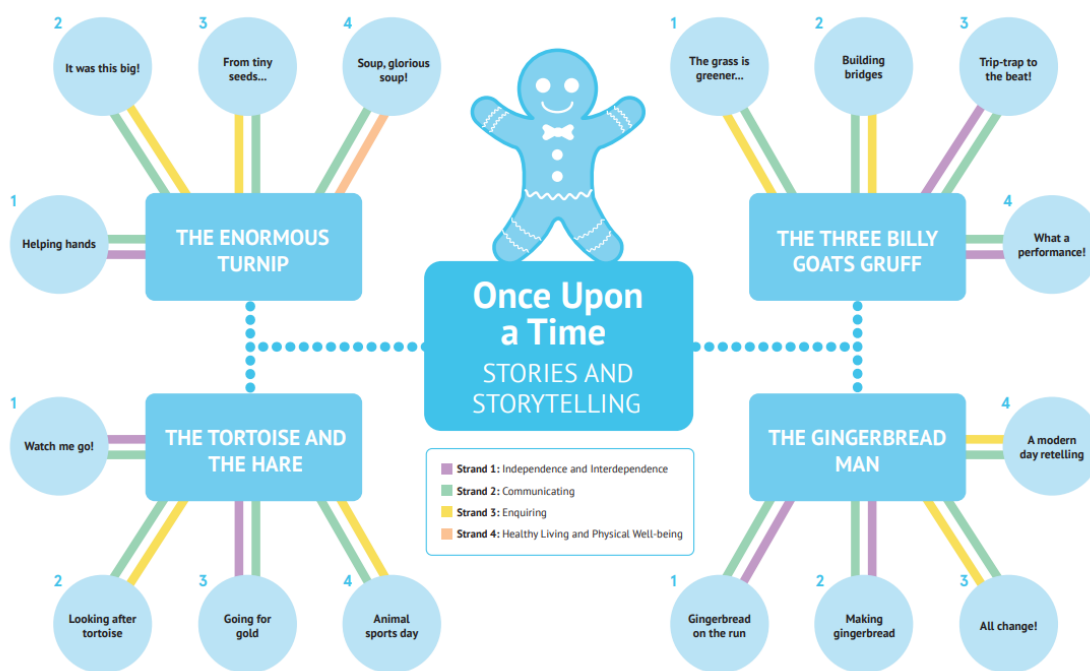 2
It was this big!
3
From tiny
seeds...
4
Soup, glorious
soup!
1
Helping hands
THE ENORMOUS
TURNIP
1
The grass is
greener...
2
Building
bridges
3
Trip-trap to
the beat!
4
What a
performance!
THE THREE BILLY
GOATS GRUFF
Once Upon
a Time
STORIES AND
STORYTELLING
1
Watch me go!
THE TORTOISE AND
THE HARE
2
Looking after
tortoise
3
Going for
gold
4
Animal
sports day
Strand 1: Independence and Interdependence
Strand 2: Communicating
Strand 3: Enquiring
Strand 4: Healthy Living and Physical Well-being
THE GINGERBREAD
MAN
4
A modern
day retelling
1
Gingerbread
on the run
2
Making
gingerbread
3
All change!